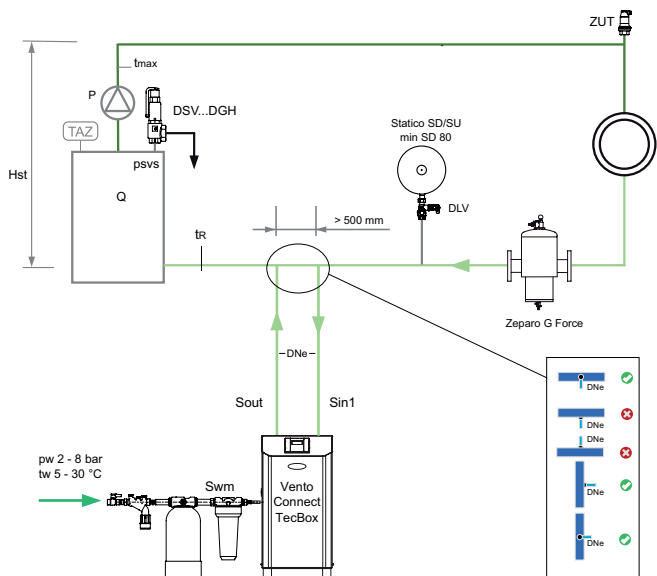 ZUT
tmax
P
DSV...DGH
TAZ
psvs
Statico SD/SU
min SD 80
Hst
Q
DLV
> 500 mm
tR
Zeparo G Force
DNe
Sout
Sin1
DNe
DNe
DNe
DNe
DNe
pw 2 - 8 bar
tw 5 - 30 °C
Swm
Vento
Connect
TecBox